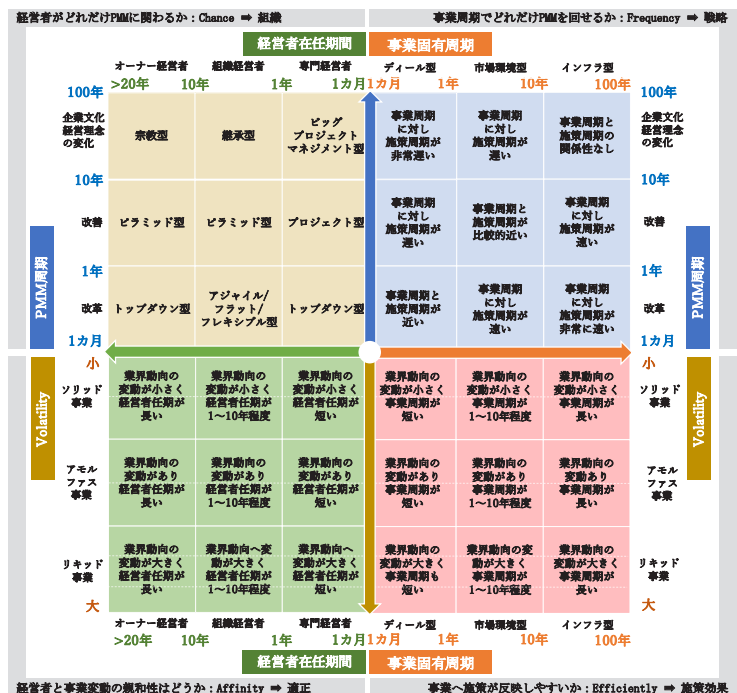 経営者がどれだけPMMに関わるか：Chance ➡ 組織
事業周期でどれだけPMMを回せるか：Frequency ➡ 戦略
経営者在任期間
事業固有周期
オーナー経営者
組織経営者
専門経営者
ディール型
市場環境型
インフラ型
>20年
10年
1年
1カ月
1カ月
1年
10年
100年
100年
企業文化
経営理念
の変化
10年
改善
1年
改革
1カ月
PMM周期
宗教型
継承型
ビッグ
プロジェクト
マネジメント型
事業周期
に対し
施策周期が
非常遅い
事業周期
に対し
施策周期が
遅い
事業周期と
施策周期の
関係性なし
ピラミッド型
ピラミッド型
プロジェクト型
事業周期
に対し
施策周期が
遅い
事業周期と
施策周期が
比較的近い
事業周期
に対し
施策周期が
速い
トップダウン型
アジャイル/
フラット/
フレキシブル型
トップダウン型
事業周期と
施策周期が
近い
事業周期
に対し
施策周期が
速い
事業周期
に対し
施策周期が
非常に速い
100年
企業文化
経営理念
の変化
10年
改善
1年
改革
1カ月
PMM周期
小
ソリッド
事業
アモル
ファス
事業
リキッド
事業
大
Volatility
業界動向の
変動が小さく
経営者任期が
長い
業界動向の
変動が小さく
経営者任期が
1～10年程度
業界動向の
変動が小さく
経営者任期が
短い
業界動向の
変動が小さく
事業周期が
短い
業界動向の
変動が小さく
事業周期が
1～10年程度
業界動向の
変動が小さく
事業周期が
長い
業界動向の
変動があり
経営者任期が
長い
業界動向の
変動があり
経営者任期が
1～10年程度
業界動向の
変動があり
経営者任期が
短い
業界動向の
変動があり
事業周期が
短い
業界動向の
変動があり
事業周期が
1～10年程度
業界動向の
変動あり
事業周期が
長い
業界動向の
変動が大きく
経営者任期が
長い
業界動向へ変
動が大きく
経営者任期が
1～10年程度
業界動向へ
変動が大きく
経営者任期が
短い
業界動向の
変動が大きく
事業周期も
短い
業界動向の変
動が大きく
事業周期が
1～10年程度
業界動向の
変動が大きく
事業周期が
長い
小
ソリッド
事業
アモル
ファス
事業
リキッド
事業
大
Volatility
オーナー経営者
組織経営者
専門経営者
ディール型
市場環境型
インフラ型
>20年
10年
1年
1カ月
1カ月
1年
10年
100年
経営者在任期間
事業固有周期
経営者と事業変動の親和性はどうか：Affinity ➡ 適正
事業へ施策が反映しやすいか：Efficiently ➡ 施策効果